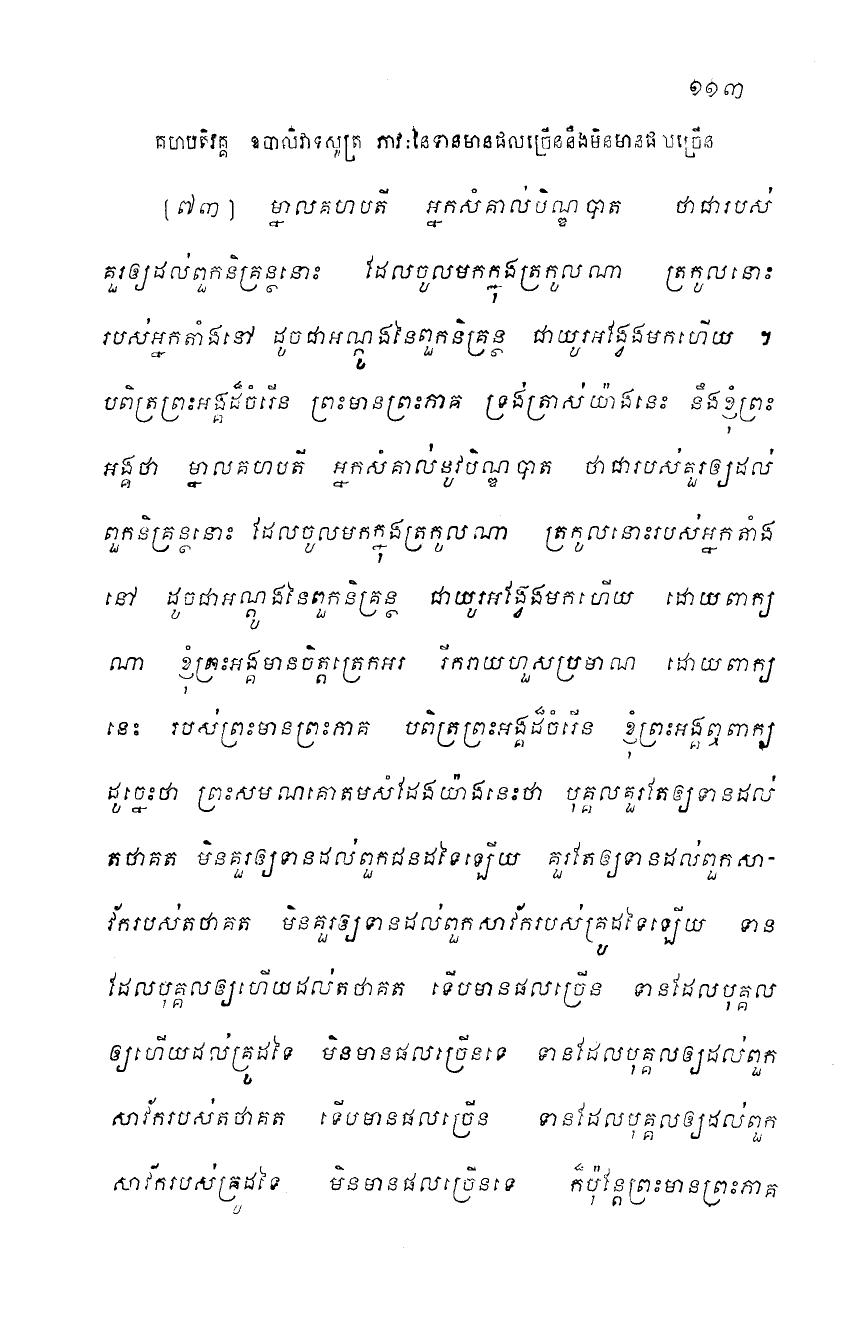 ១១៣
គហបតិវគ្គ ឧបាលិវាទសូត្រ ភាវៈនៃទានមានផលច្រើននឹងមិនមានផលច្រើន
[៧៣] ម្នាលគហបតី អ្នកសំគាល់បិណ្ឌបាត ថាជារបស់
គួរឲ្យដល់ពួកនិគ្រន្ថនោះ ដែលចូលមកក្នុងត្រកូលណា ត្រកូលនោះ
របស់អ្នកតាំងនៅ ដូចជាអណ្តូងនៃពួកនិគ្រន្ថ ជាយូរអង្វែងមកហើយ ។
បពិត្រព្រះអង្គដ៏ចំរើន ព្រះមានព្រះភាគ ទ្រង់ត្រាស់យ៉ាងនេះ នឹងខ្ញុំព្រះ
អង្គថា ម្នាលគហបតី អ្នកសំគាល់នូវបិណ្ឌបាត ថាជារបស់គួរឲ្យដល់
ពួកនិគ្រន្ថនោះ ដែលចូលមកក្នុងត្រកូលណា ត្រកូលនោះរបស់អ្នកតាំង
នៅ ដូចជាអណ្តូងនៃពួកនិគ្រន្ថ ជាយូរអង្វែងមកហើយ ដោយពាក្យ
ណា ខ្ញុំព្រះអង្គមានចិត្តត្រេកអរ រីករាយហួសប្រមាណ ដោយពាក្យ
នេះ របស់ព្រះមានព្រះភាគ បពិត្រព្រះអង្គដ៏ចំរើន ខ្ញុំព្រះអង្គឮពាក្យ
ដូច្នេះថា ព្រះសមណគោតមសំដែងយ៉ាងនេះថា បុគ្គលគួរតែឲ្យទានដល់
តថាគត មិនគួរឲ្យទានដល់ពួកជនដទៃឡើយ គួរតែឲ្យទានដល់ពួកសា-
វ័ករបស់តថាគត មិនគួរឲ្យទានដល់ពួកសាវ័ករបស់គ្រូដទៃឡើយ ទាន
ដែលបុគ្គលឲ្យហើយដល់តថាគត ទើបមានផលច្រើន ទានដែលបុគ្គល
ឲ្យហើយដល់គ្រូដទៃ មិនមានផលច្រើនទេ ទានដែលបុគ្គលឲ្យដល់ពួក
សាវ័ករបស់តថាគត ទើបមានផលច្រើន ទានដែលបុគ្គលឲ្យដល់ពួក
សាវ័ករបស់គ្រូដទៃ មិនមានផលច្រើនទេ ក៏ប៉ុន្តែព្រះមានព្រះភាគ